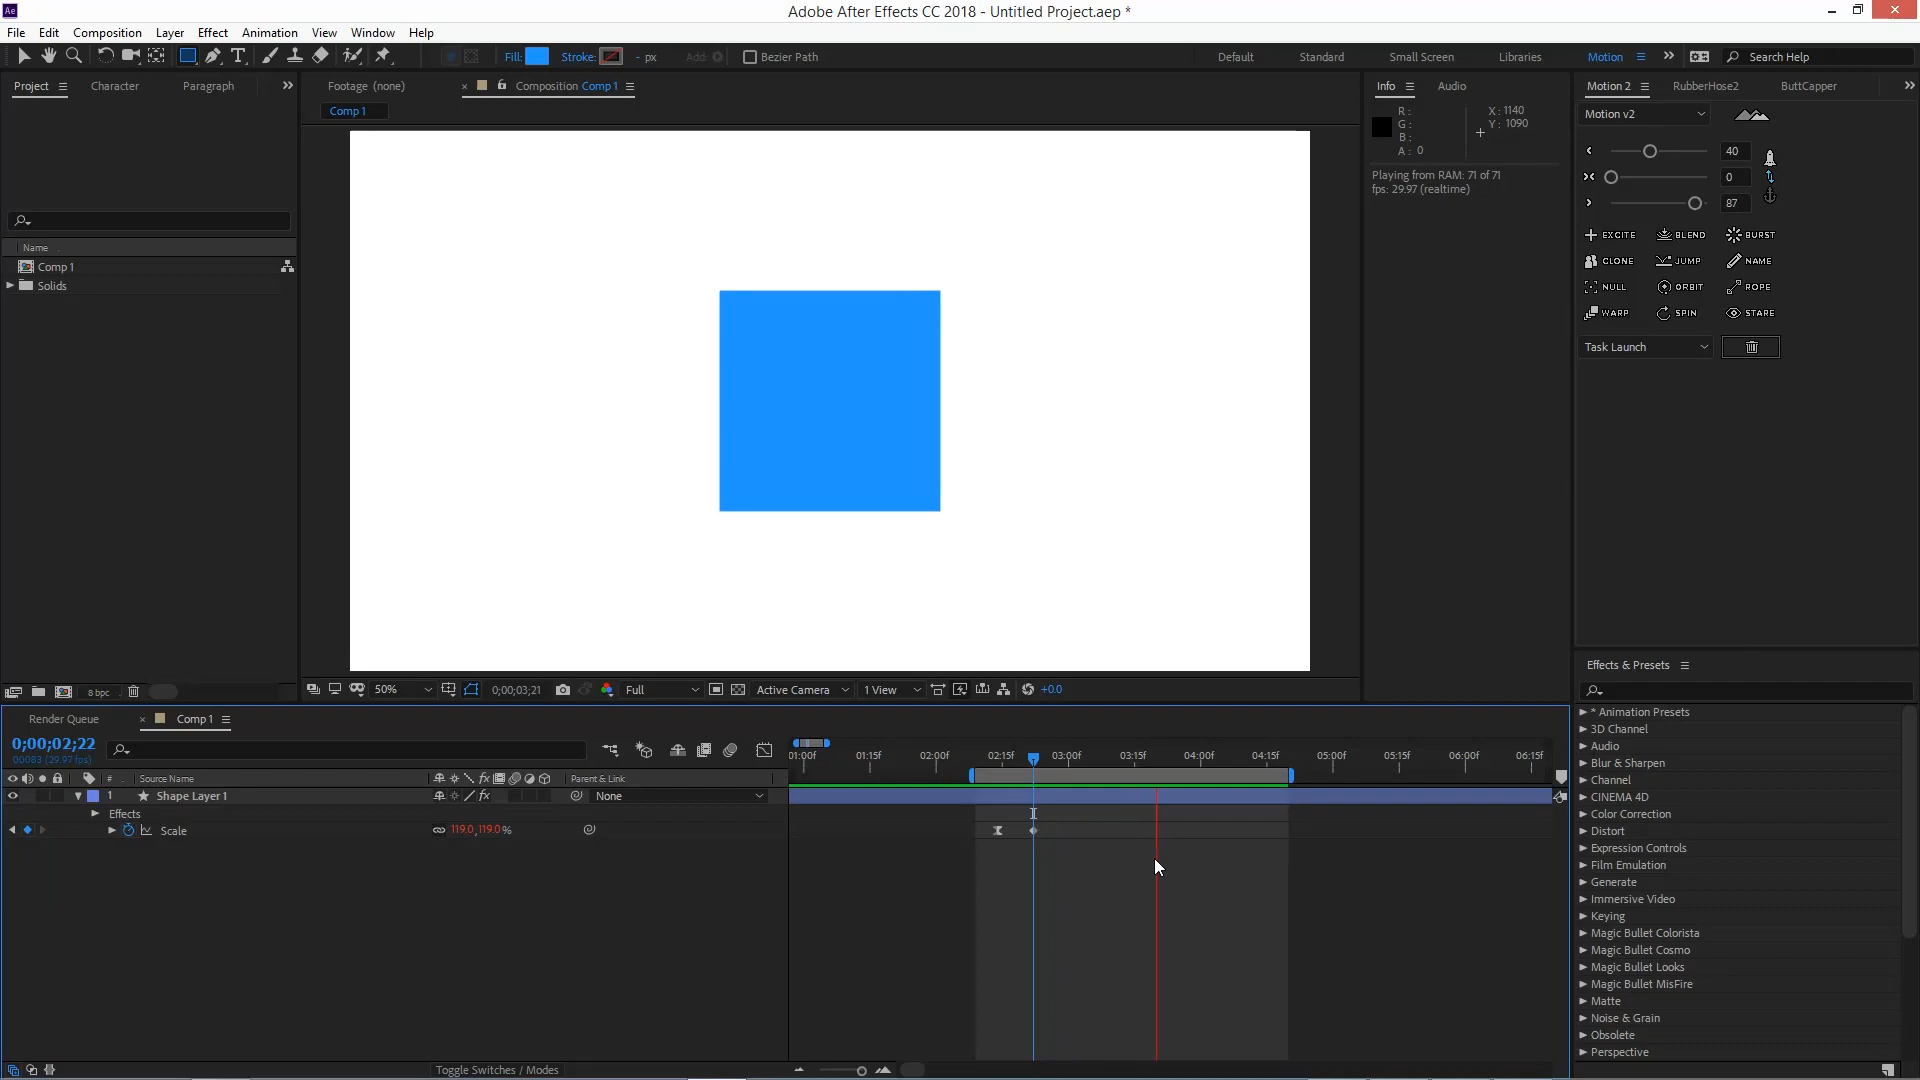 Ae
Adobe After Effects CC 2018 - Untitled Project.aep *
File Edit Composition Layer Effect Animation View Window Help
Fill: Stroke: - px Add: Bezier Path Default Standard Small Screen Libraries Motion Search Help
Project Character Paragraph
Footage (none)
Composition Comp 1
Comp 1
Name
Comp 1
Solids
8 bpc
50%
0;00;03;21
Full
Active Camera
1 View
+0.0
Info Audio
R :
G :
B :
A : 0
X : 1140
Y : 1090
Playing from RAM: 71 of 71
fps: 29.97 (realtime)
Motion 2 RubberHose2 ButtCapper
Motion v2
40
0
87
EXCITE BLEND BURST
CLONE JUMP NAME
NULL ORBIT ROPE
WARP SPIN STARE
Task Launch
Effects & Presets
* Animation Presets
3D Channel
Audio
Blur & Sharpen
Channel
CINEMA 4D
Color Correction
Distort
Expression Controls
Film Emulation
Generate
Immersive Video
Keying
Magic Bullet Colorista
Magic Bullet Cosmo
Magic Bullet Looks
Magic Bullet MisFire
Matte
Noise & Grain
Obsolete
Perspective
Render Queue
Comp 1
0;00;02;22
00083 (29.97 fps)
# Source Name Parent & Link
1 Shape Layer 1 None
Effects
Scale 119.0,119.0%
01:00f 01:15f 02:00f 02:15f 03:00f 03:15f 04:00f 04:15f 05:00f 05:15f 06:00f 06:15f
Toggle Switches / Modes